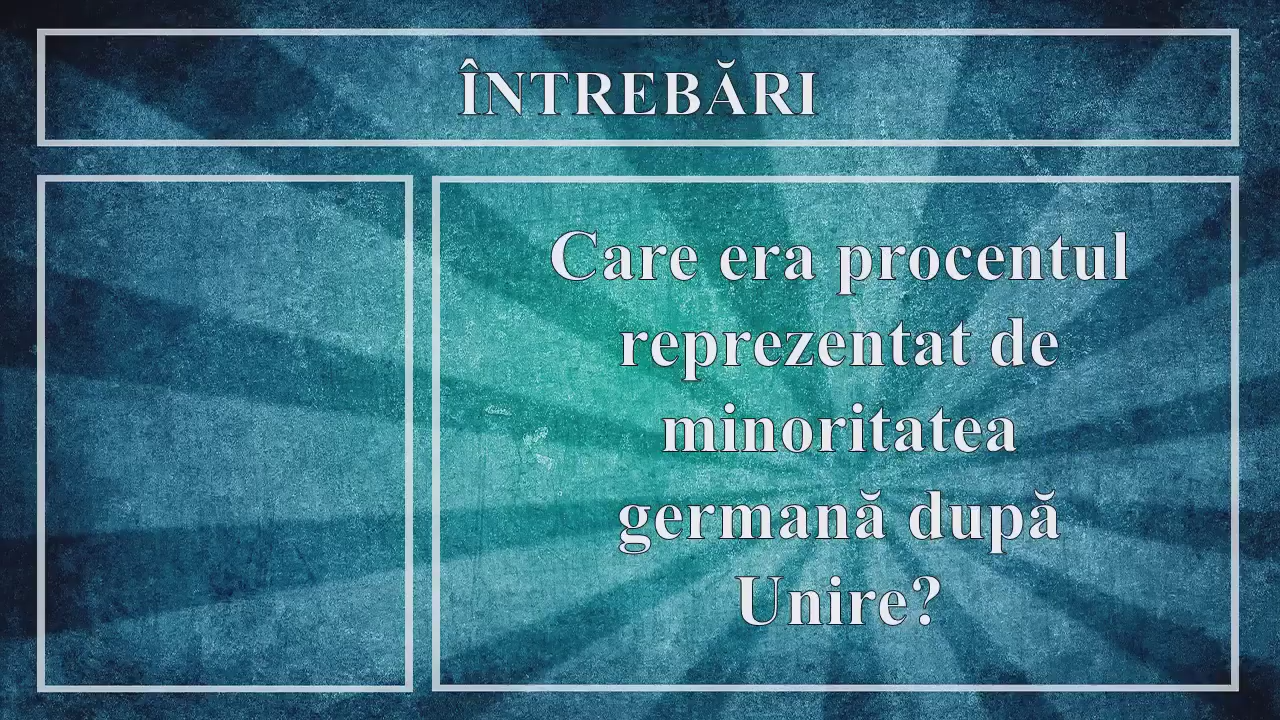 ÎNTREBĂRI
Care era procentul
reprezentat de
minoritatea
germană după
Unire?